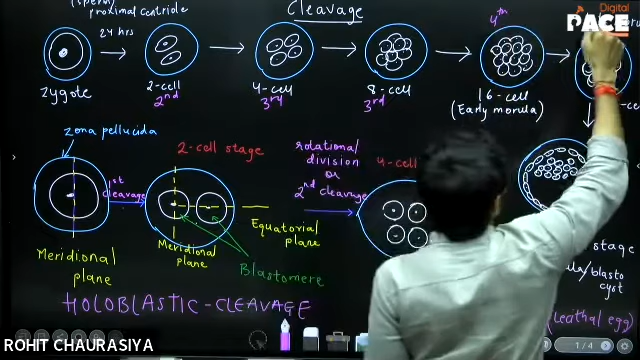 (sperm)
proximal centriole
Cleavage
Digital
PACE
24 hrs
4th
zygote
2-cell
2nd
4-cell
3rd
8-cell
3rd
16-cell
(Early morula)
zona pellucida
2-cell stage
rotational
division
or
2nd cleavage
4-cell
1st
cleavage
Equatorial
plane
Meridional
plane
Meridional
plane
Blastomere
stage
blasto
cyst
HOLOBLASTIC-CLEAVAGE
(lecithal egg)
ROHIT CHAURASIYA
1/4